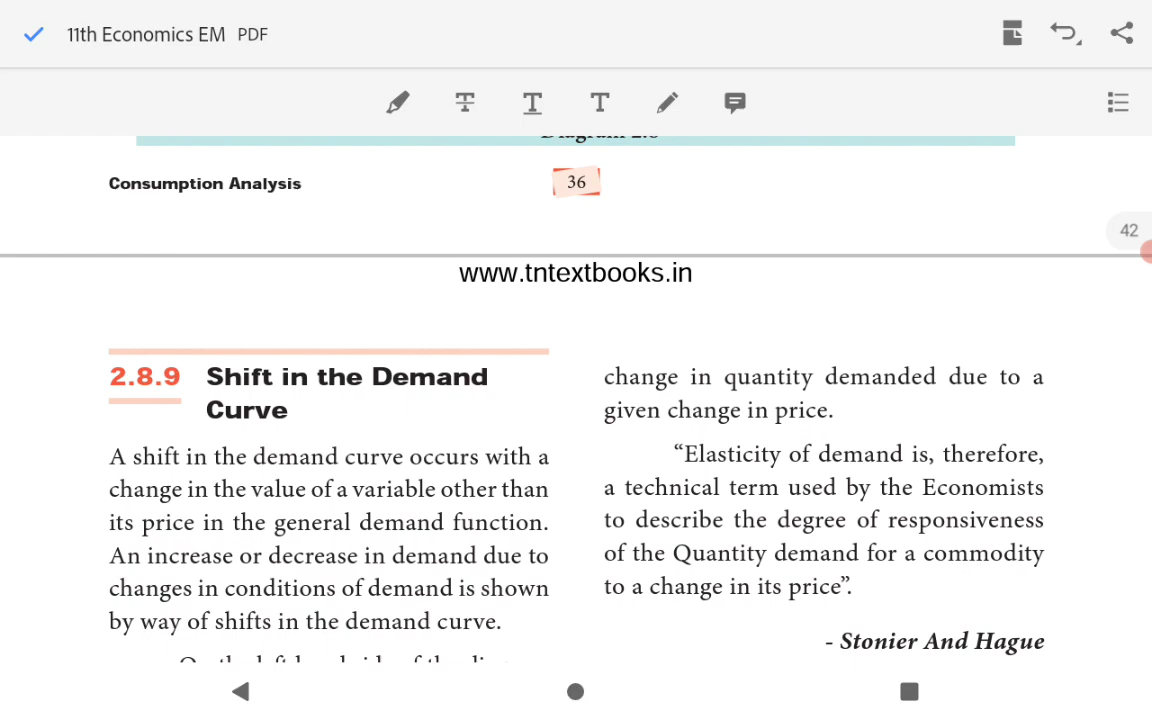 11th Economics EM PDF
Consumption Analysis
36
42
www.tntextbooks.in
2.8.9 Shift in the Demand
Curve
A shift in the demand curve occurs with a
change in the value of a variable other than
its price in the general demand function.
An increase or decrease in demand due to
changes in conditions of demand is shown
by way of shifts in the demand curve.
change in quantity demanded due to a
given change in price.
“Elasticity of demand is, therefore,
a technical term used by the Economists
to describe the degree of responsiveness
of the Quantity demand for a commodity
to a change in its price”.
- Stonier And Hague